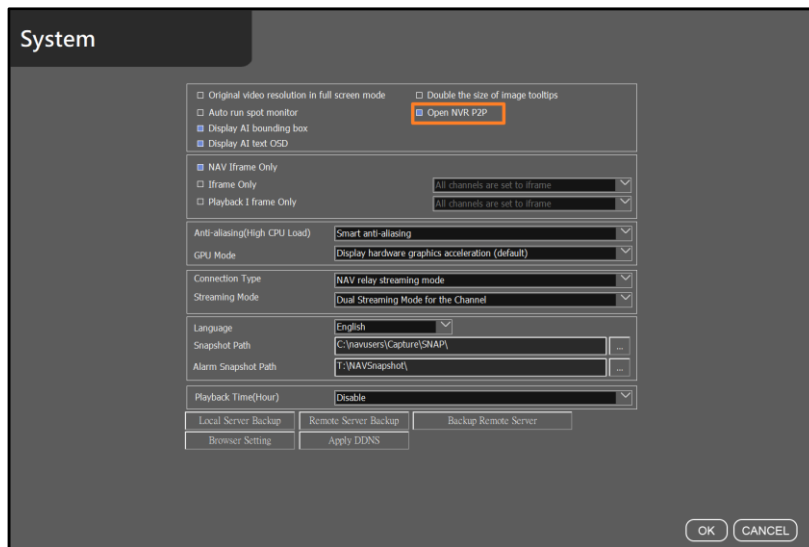 System
Original video resolution in full screen mode
Double the size of image tooltips
Auto run spot monitor
Open NVR P2P
Display AI bounding box
Display AI text OSD
NAV Iframe Only
Iframe Only
All channels are set to iframe
Playback I frame Only
All channels are set to iframe
Anti-aliasing(High CPU Load)
Smart anti-aliasing
GPU Mode
Display hardware graphics acceleration (default)
Connection Type
NAV relay streaming mode
Streaming Mode
Dual Streaming Mode for the Channel
Language
English
Snapshot Path
C:\navusers\Capture\SNAP\
...
Alarm Snapshot Path
T:\NAVSnapshot\
...
Playback Time(Hour)
Disable
Local Server Backup
Remote Server Backup
Backup Remote Server
Browser Setting
Apply DDNS
OK
CANCEL